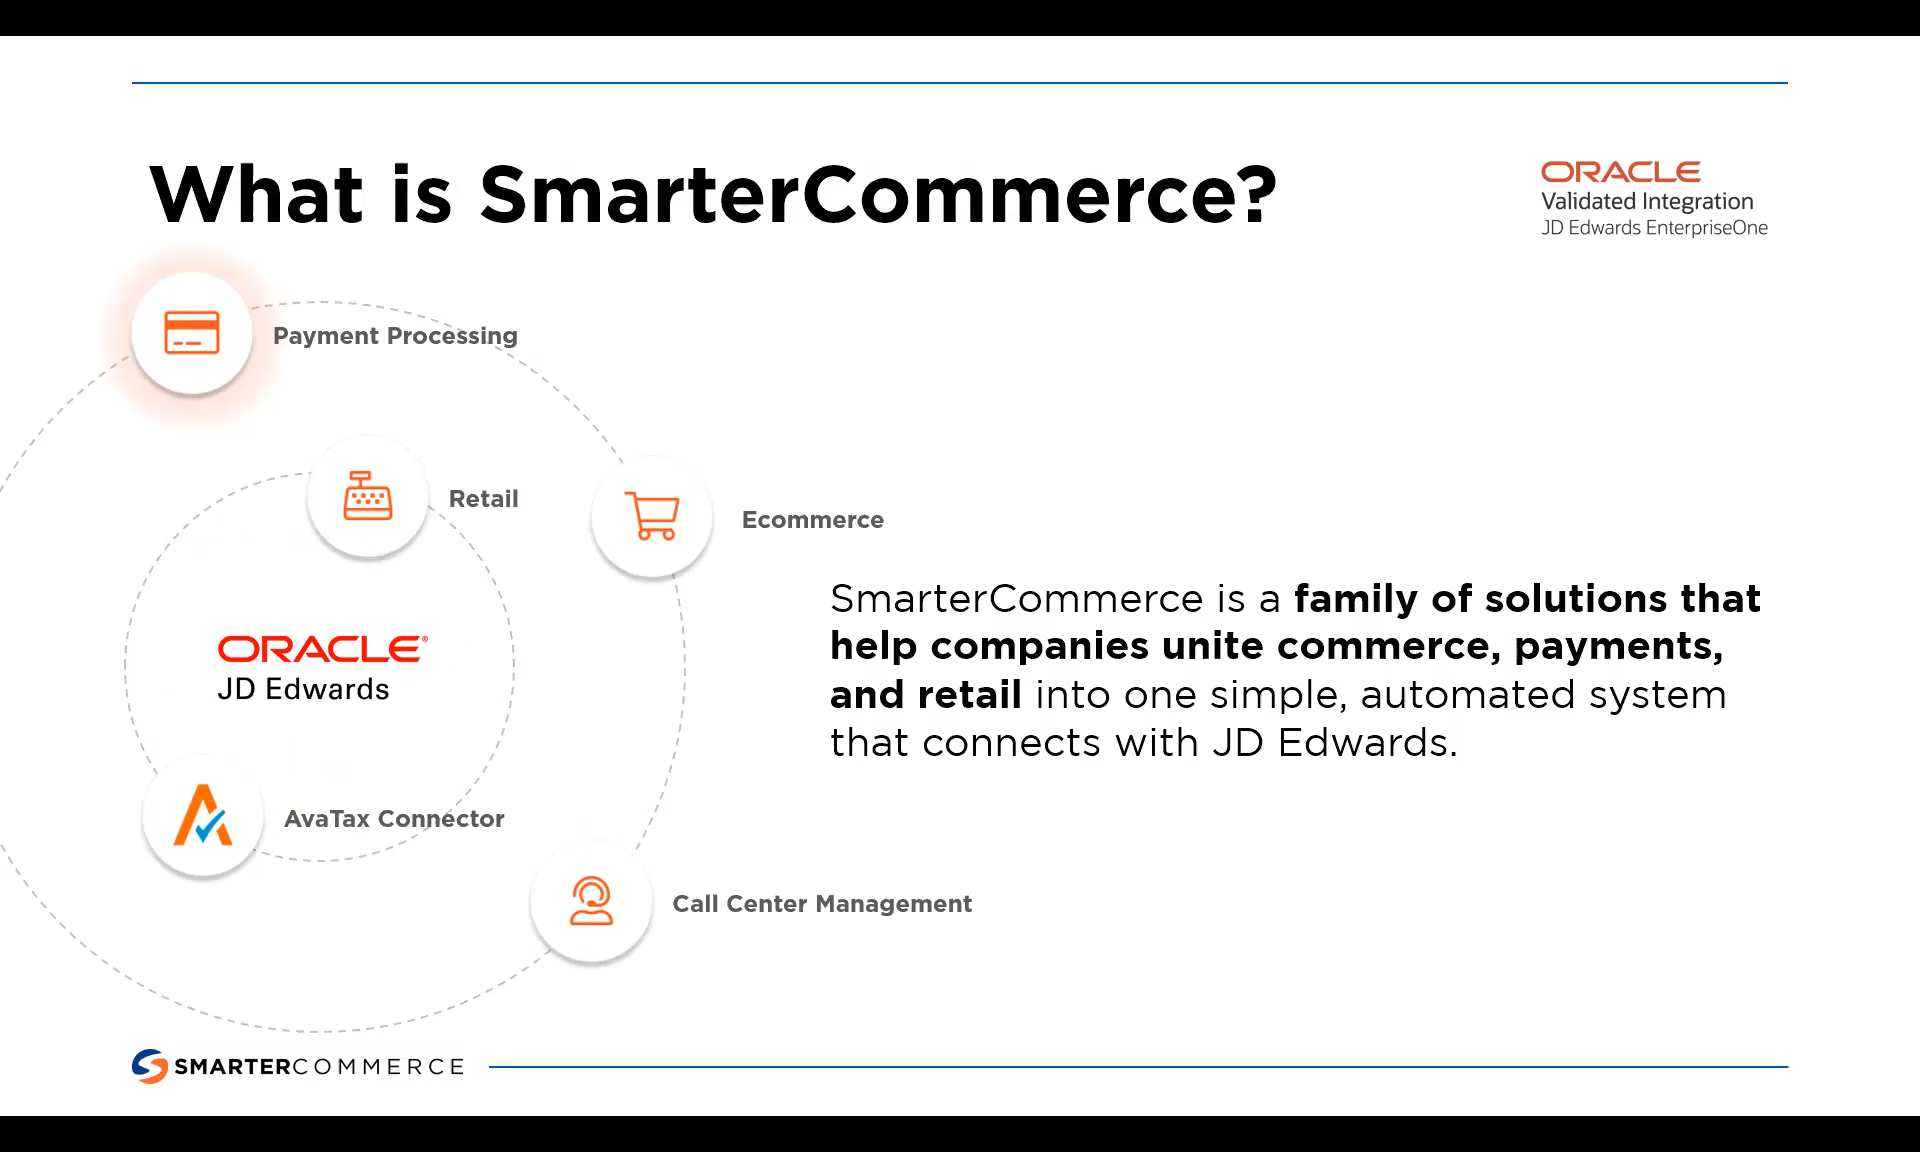 What is SmarterCommerce?
ORACLE
Validated Integration
JD Edwards EnterpriseOne
Payment Processing
Retail
Ecommerce
ORACLE®
JD Edwards
AvaTax Connector
Call Center Management
SmarterCommerce is a family of solutions that
help companies unite commerce, payments,
and retail into one simple, automated system
that connects with JD Edwards.
SMARTERCOMMERCE